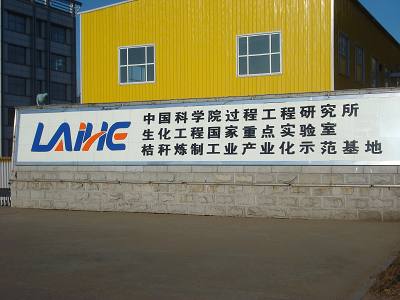 LAIHE
中国科学院过程工程研究所
生化工程国家重点实验室
秸秆炼制工业产业化示范基地